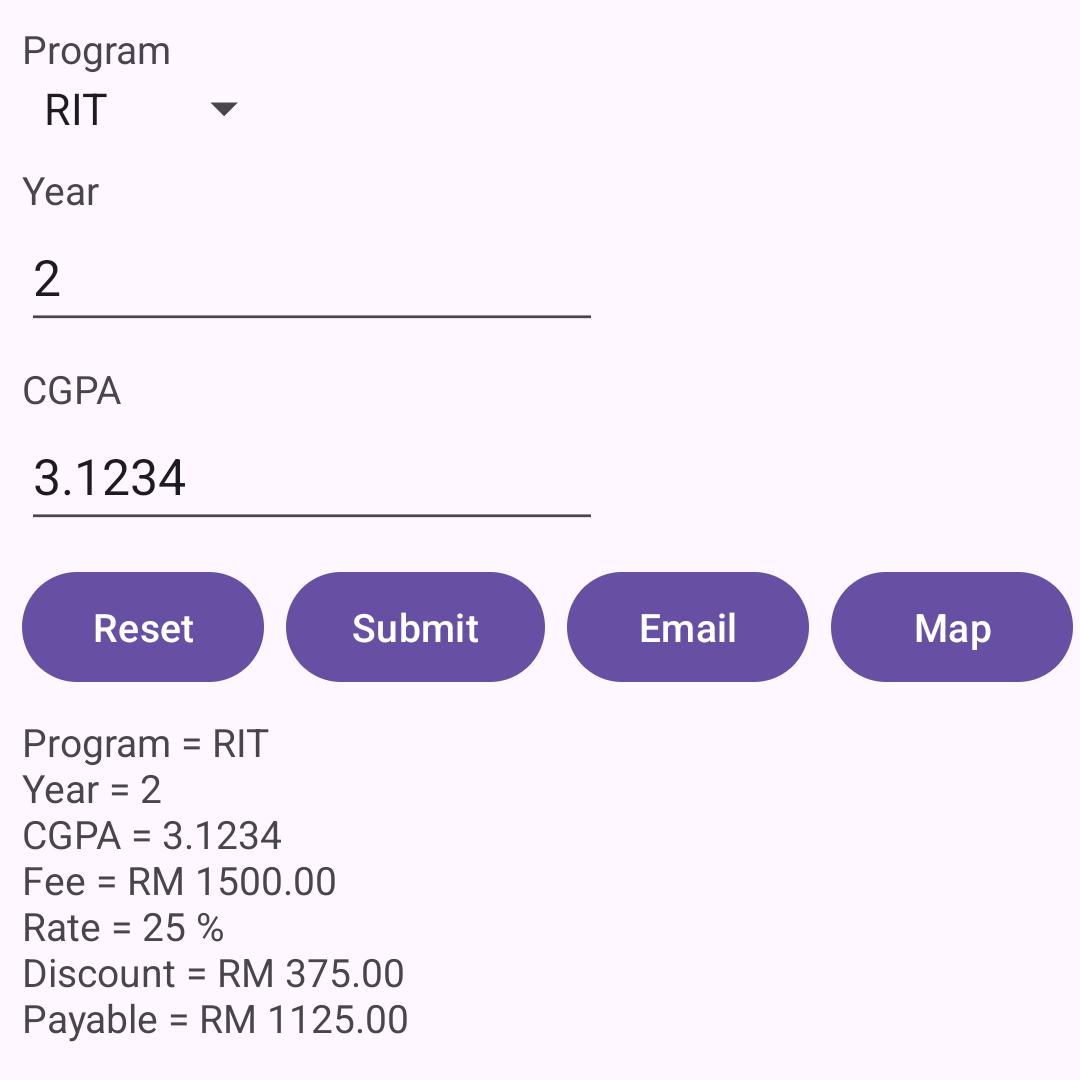 Program
RIT
Year
2
CGPA
3.1234
Reset Submit Email Map
Program = RIT
Year = 2
CGPA = 3.1234
Fee = RM 1500.00
Rate = 25 %
Discount = RM 375.00
Payable = RM 1125.00